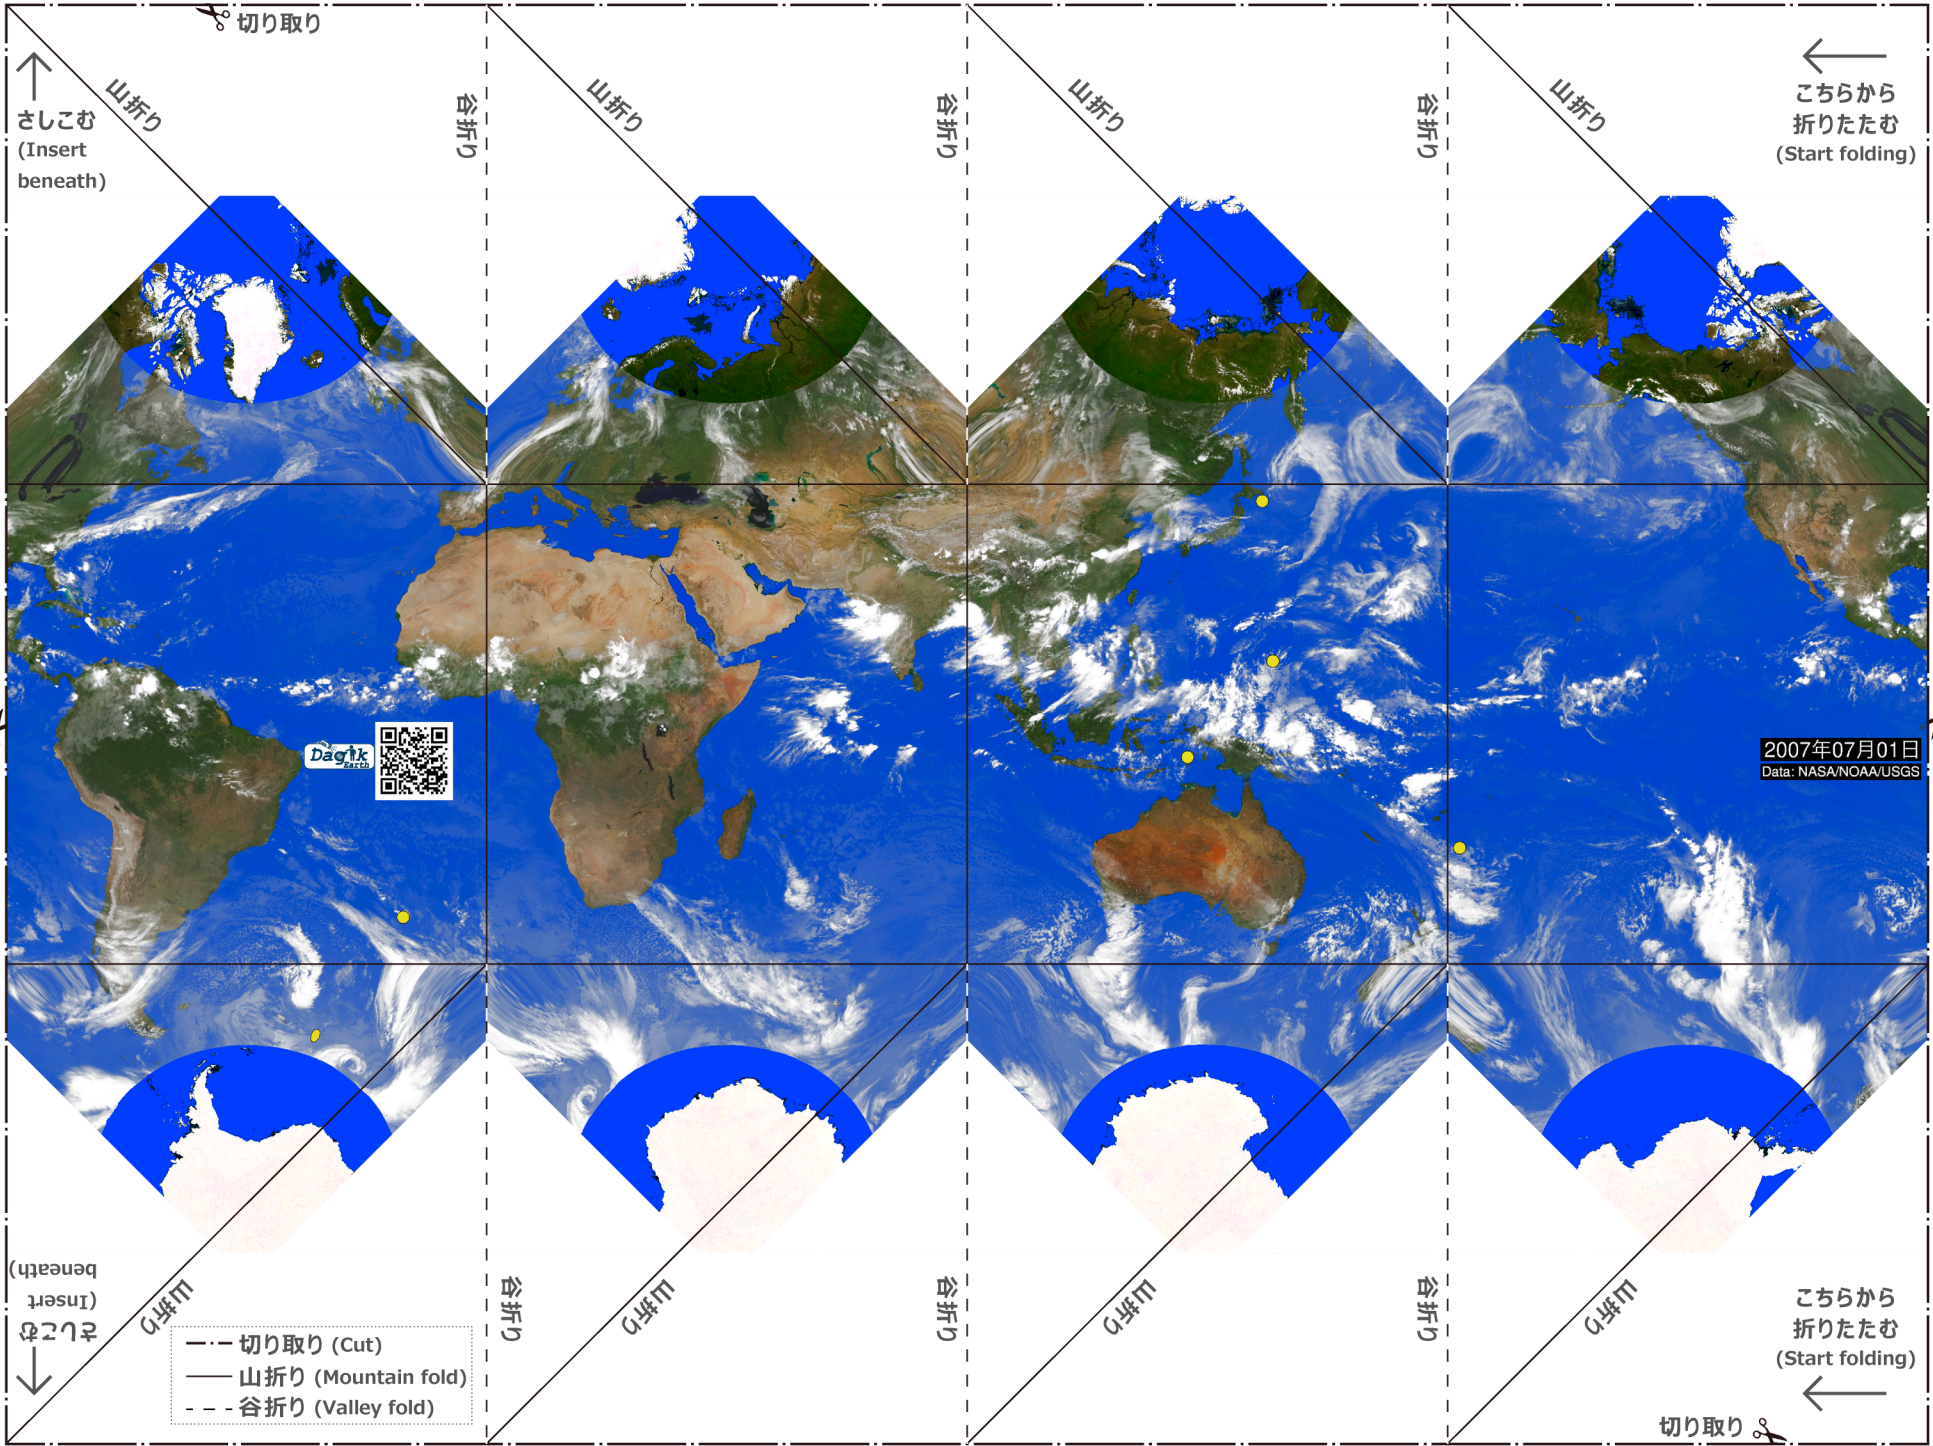 切り取り
山折り
谷折り
山折り
谷折り
山折り
谷折り
山折り
さしこむ
(Insert
beneath)
こちらから
折りたたむ
(Start folding)
Dagik
Earth
2007年07月01日
Data: NASA/NOAA/USGS
さしこむ
(Insert
beneath)
山折り
谷折り
山折り
谷折り
山折り
谷折り
山折り
こちらから
折りたたむ
(Start folding)
切り取り (Cut)
山折り (Mountain fold)
谷折り (Valley fold)
切り取り